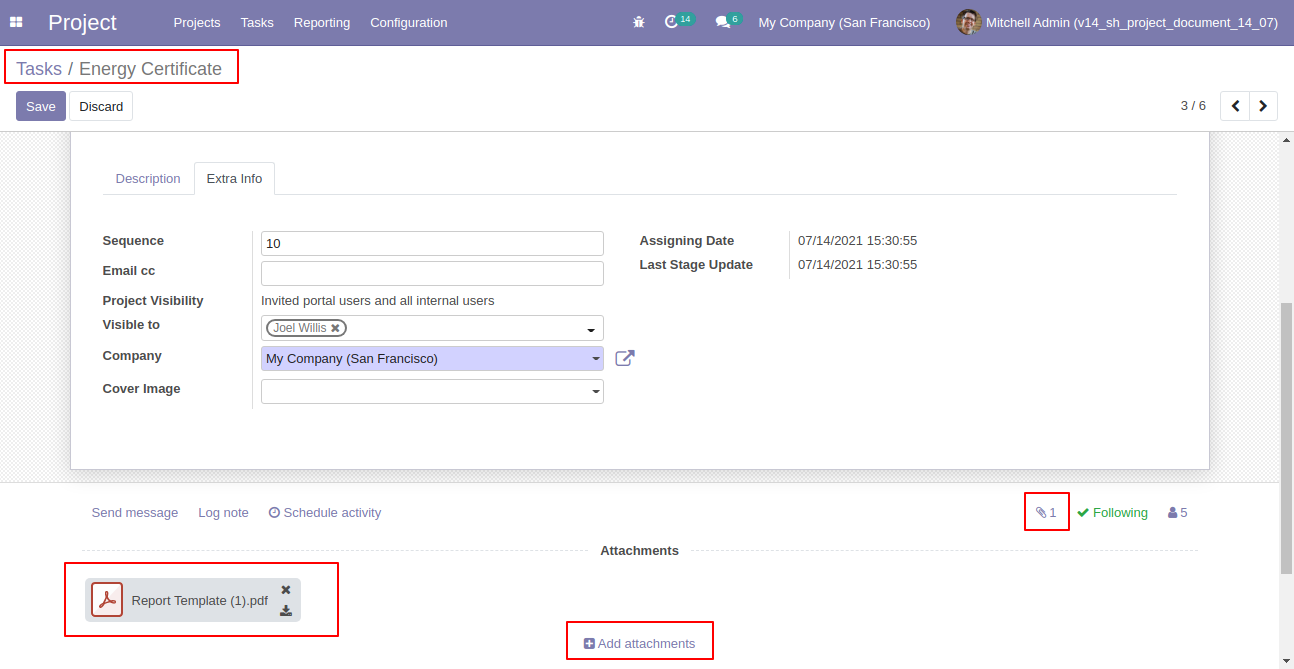 Project Projects Tasks Reporting Configuration 14 6 My Company (San Francisco) Mitchell Admin (v14_sh_project_document_14_07)
Tasks / Energy Certificate
Save Discard 3 / 6
Description Extra Info
Sequence 10 Assigning Date 07/14/2021 15:30:55
Email cc Last Stage Update 07/14/2021 15:30:55
Project Visibility Invited portal users and all internal users
Visible to Joel Willis
Company My Company (San Francisco)
Cover Image
Send message Log note Schedule activity 1 Following 5
Attachments
Report Template (1).pdf
Add attachments